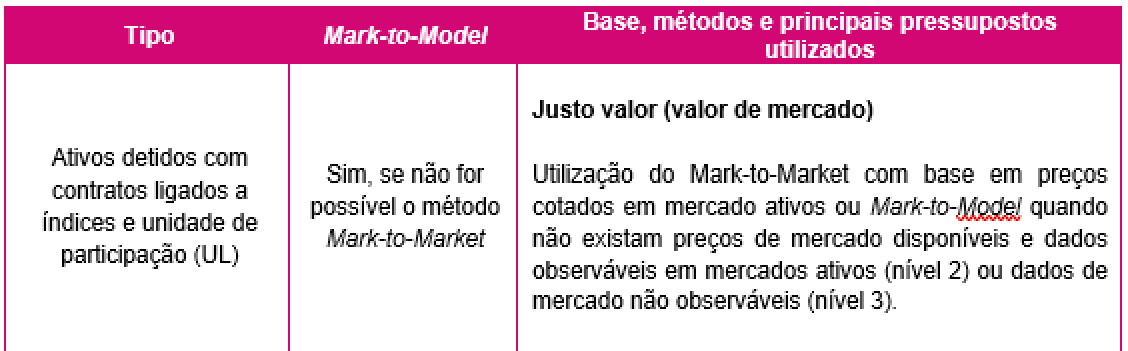 Tipo
Mark-to-Model
Base, métodos e principais pressupostos
utilizados
Ativos detidos com
contratos ligados a
índices e unidade de
participação (UL)
Sim, se não for
possível o método
Mark-to-Market
Justo valor (valor de mercado)
Utilização do Mark-to-Market com base em preços
cotados em mercado ativos ou Mark-to-Model quando
não existam preços de mercado disponíveis e dados
observáveis em mercados ativos (nível 2) ou dados de
mercado não observáveis (nível 3).